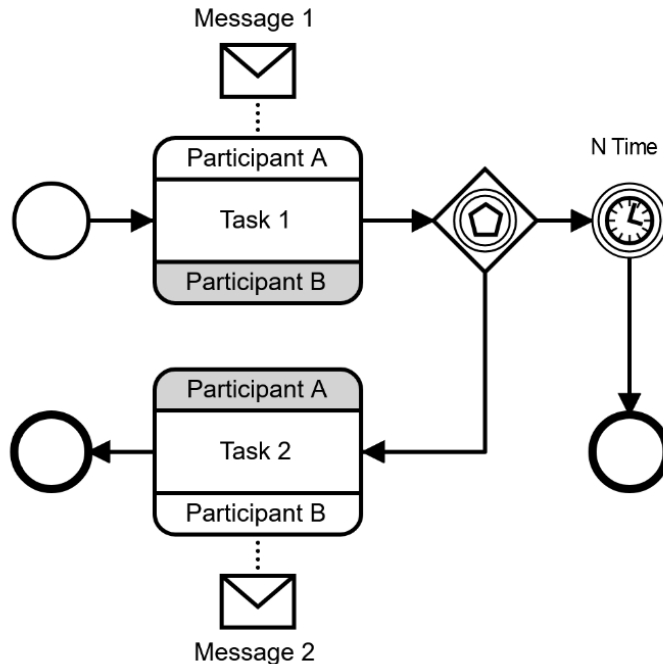 Message 1
Participant A
Task 1
Participant B
N Time
Participant A
Task 2
Participant B
Message 2